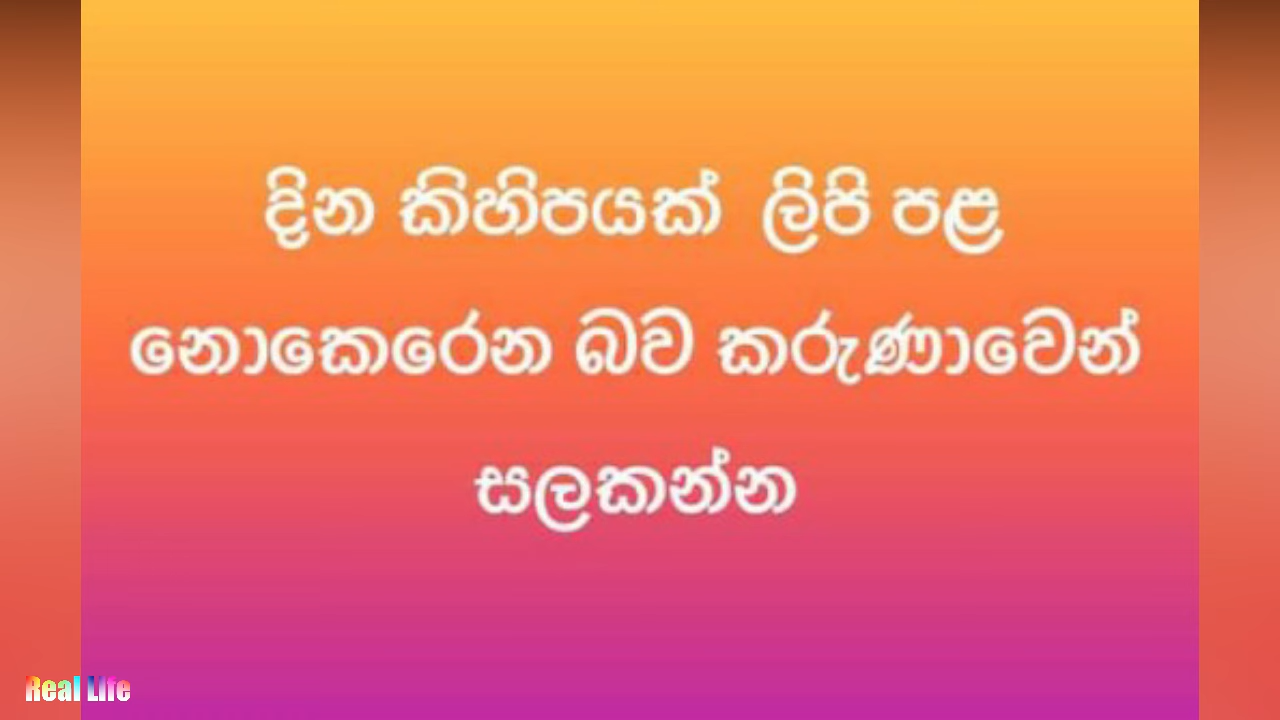 දින කිහිපයක් ලිපි පළ
නොකෙරෙන බව කරුණාවෙන්
සලකන්න
Real Life